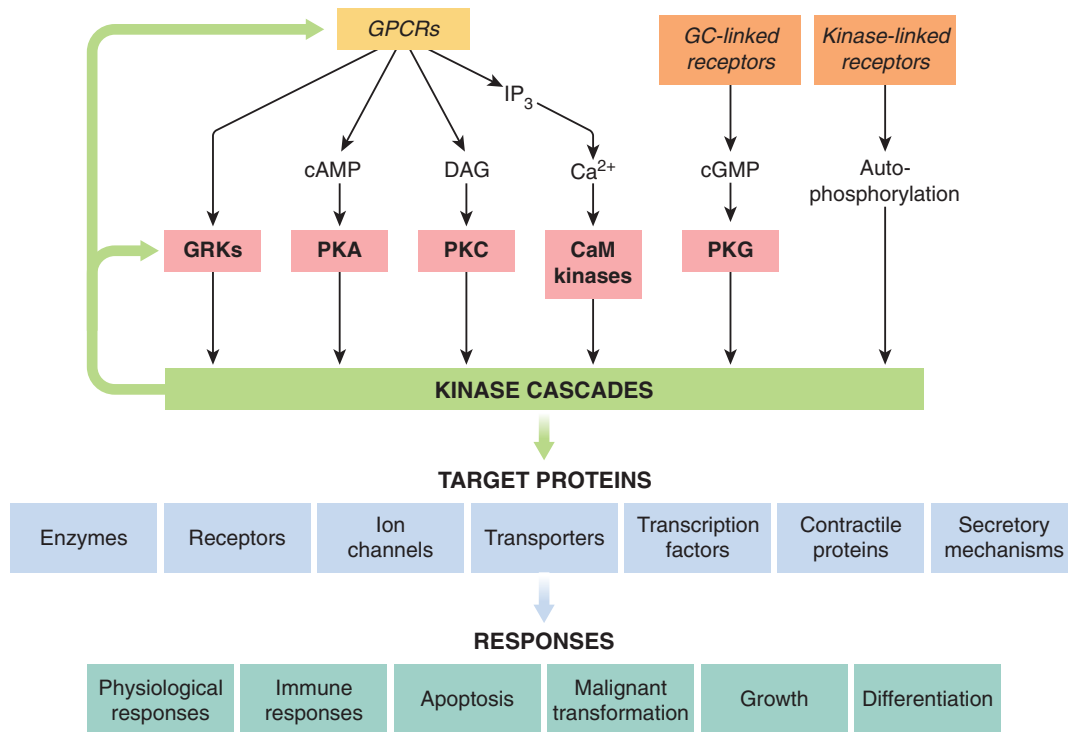 GPCRs
GC-linked
receptors
Kinase-linked
receptors
IP₃
cAMP
DAG
Ca²⁺
cGMP
Auto-
phosphorylation
GRKs
PKA
PKC
CaM
kinases
PKG
KINASE CASCADES
TARGET PROTEINS
Enzymes
Receptors
Ion
channels
Transporters
Transcription
factors
Contractile
proteins
Secretory
mechanisms
RESPONSES
Physiological
responses
Immune
responses
Apoptosis
Malignant
transformation
Growth
Differentiation